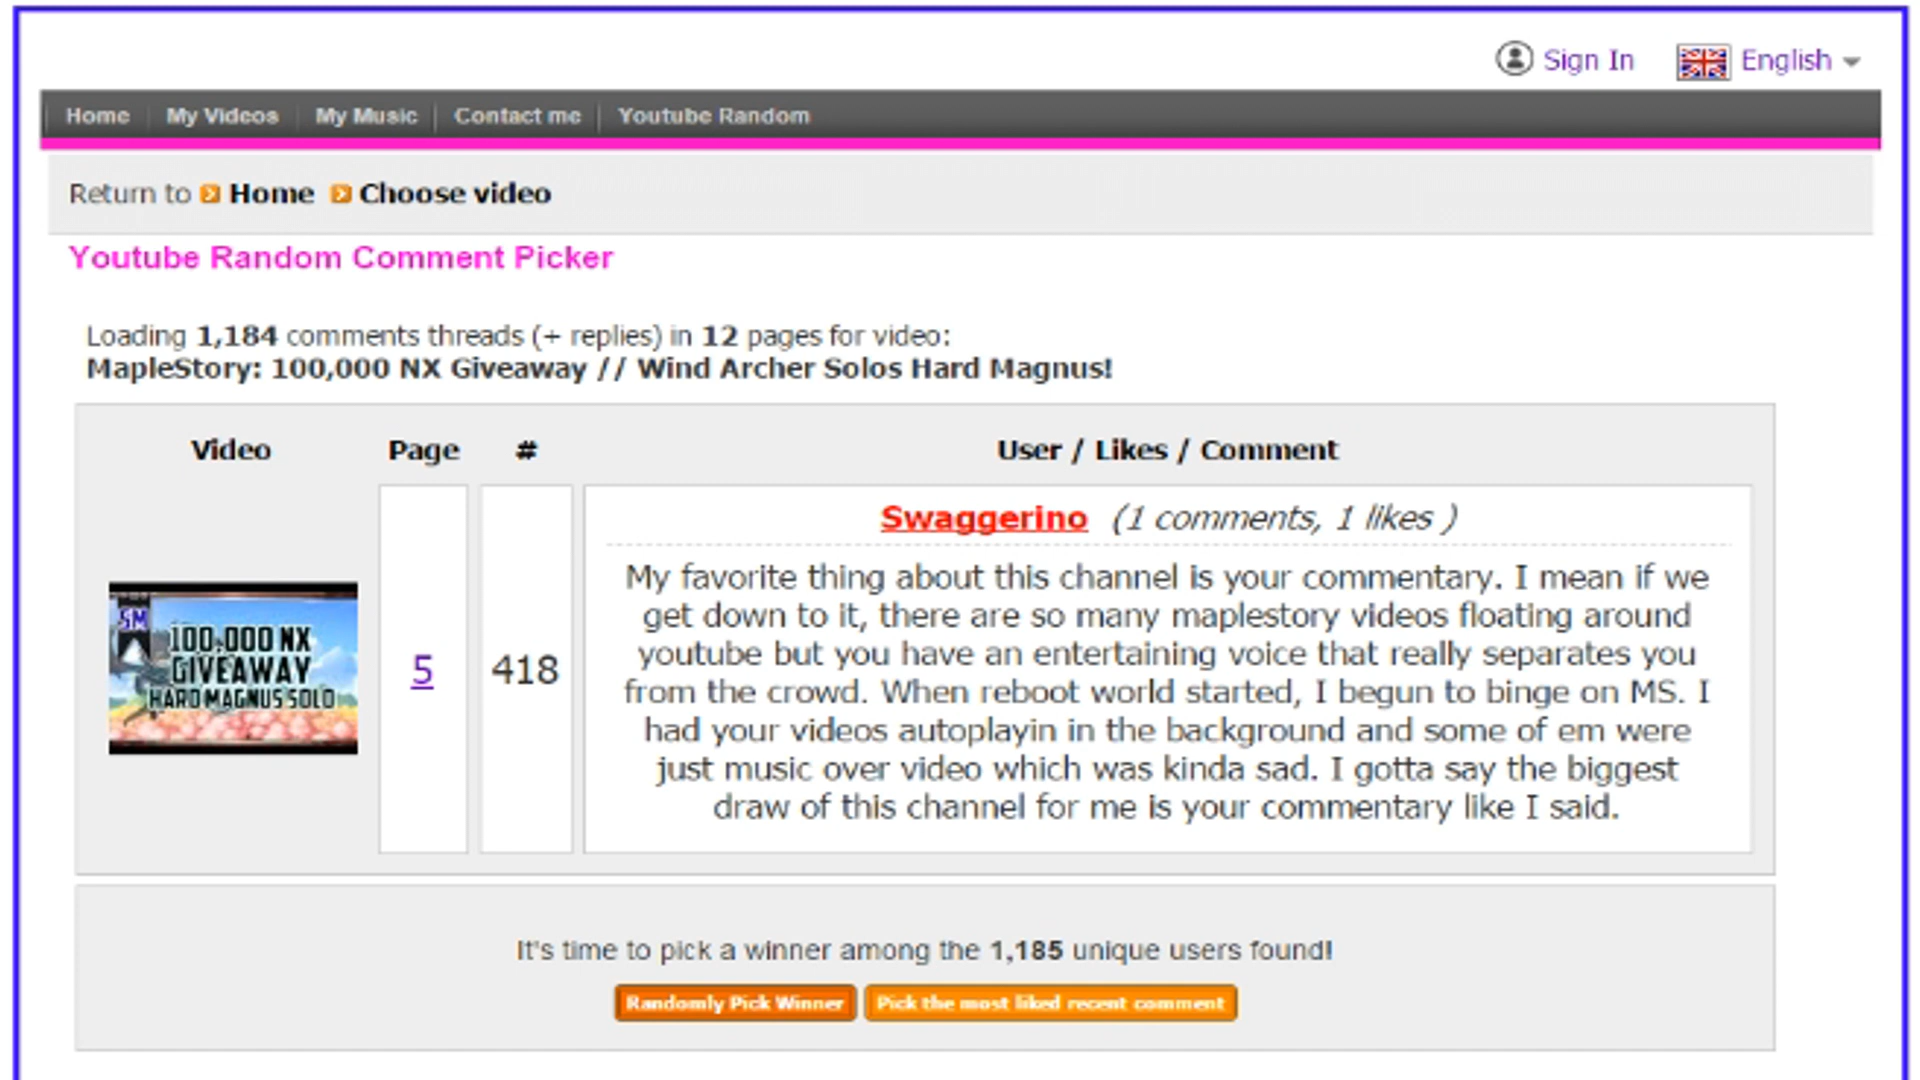 Sign In English
Home My Videos My Music Contact me Youtube Random
Return to Home Choose video
Youtube Random Comment Picker
Loading 1,184 comments threads (+ replies) in 12 pages for video:
MapleStory: 100,000 NX Giveaway // Wind Archer Solos Hard Magnus!
Video Page # User / Likes / Comment
Swaggerino (1 comments, 1 likes )
My favorite thing about this channel is your commentary. I mean if we
get down to it, there are so many maplestory videos floating around
youtube but you have an entertaining voice that really separates you
from the crowd. When reboot world started, I begun to binge on MS. I
had your videos autoplayin in the background and some of em were
just music over video which was kinda sad. I gotta say the biggest
draw of this channel for me is your commentary like I said.
5 418
SM
100,000 NX
GIVEAWAY
HARD MAGNUS SOLO
It's time to pick a winner among the 1,185 unique users found!
Randomly Pick Winner Pick the most liked recent comment